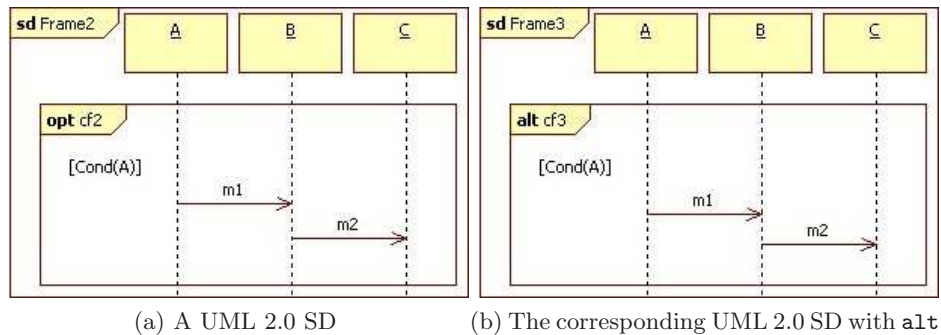 sd Frame2
A
B
C
opt cf2
[Cond(A)]
m1
m2
(a) A UML 2.0 SD
sd Frame3
A
B
C
alt cf3
[Cond(A)]
m1
m2
(b) The corresponding UML 2.0 SD with alt